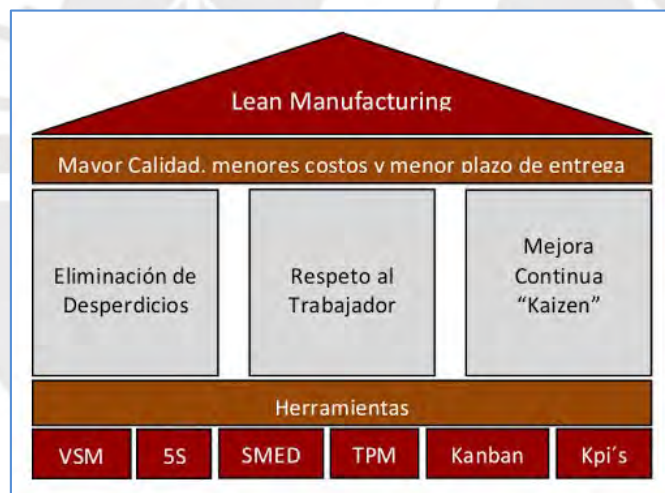 Lean Manufacturing
Mayor Calidad, menores costos y menor plazo de entrega
Eliminación de
Desperdicios
Respeto al
Trabajador
Mejora
Continua
“Kaizen”
Herramientas
VSM
5S
SMED
TPM
Kanban
Kpi´s